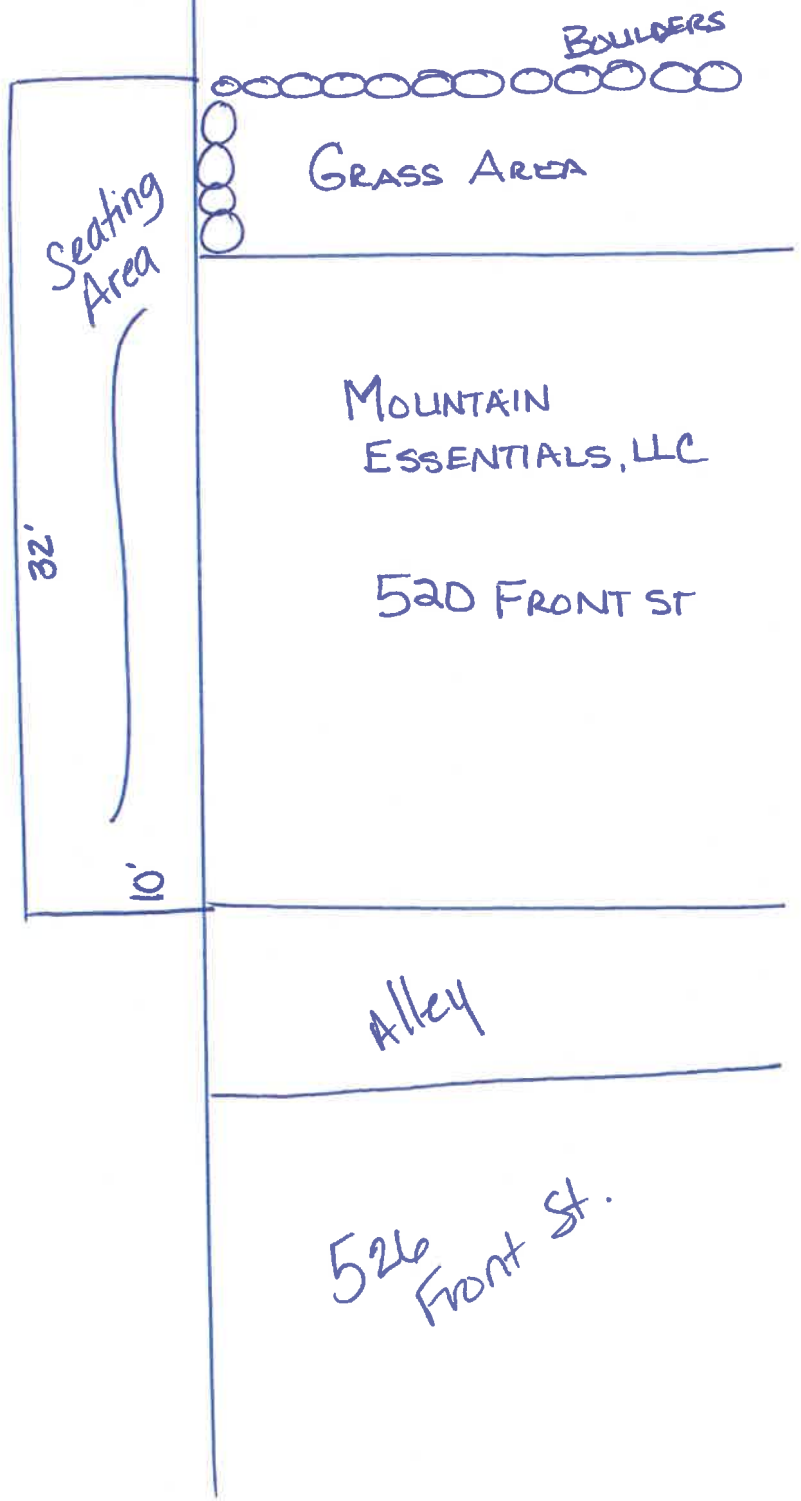 BOULDERS
GRASS AREA
Seating
Area
MOUNTAIN
ESSENTIALS, LLC
32'
520 FRONT ST
10'
Alley
526
Front St.